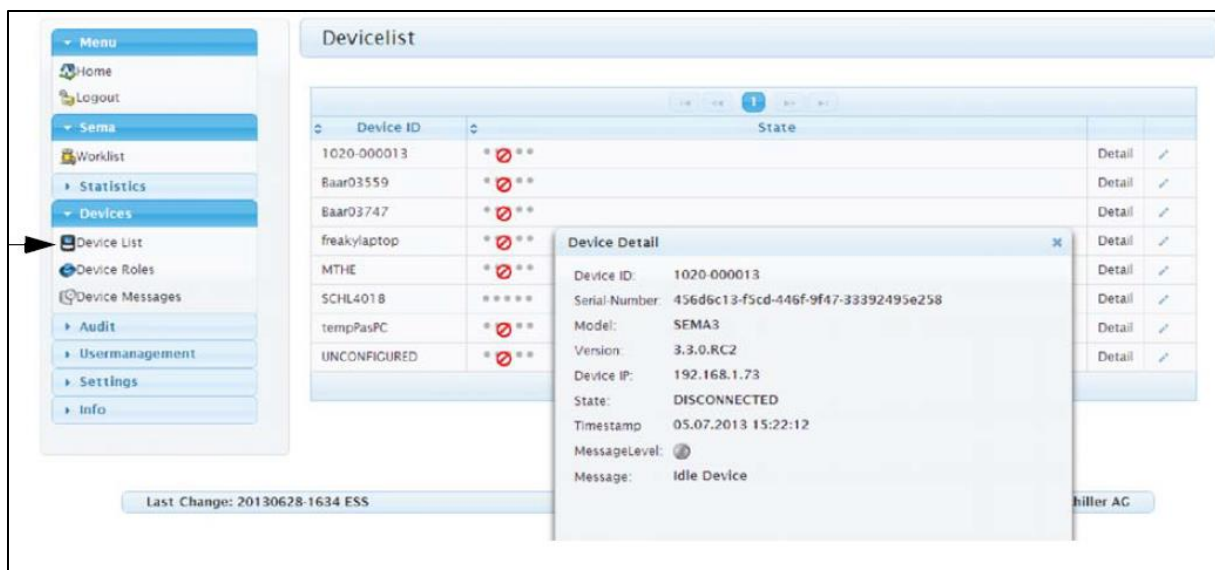 Menu
Home
Logout
Sema
Worklist
Statistics
Devices
Device List
Device Roles
Device Messages
Audit
Usermanagement
Settings
Info
Devicelist
1
Device ID State
1020-000013 Detail
Baar03559 Detail
Baar03747 Detail
freakylaptop Detail
MTHE Detail
SCHL4018 Detail
tempPasPC Detail
UNCONFIGURED Detail
Device Detail
Device ID: 1020-000013
Serial-Number: 456d6c13-f5cd-446f-9f47-33392495e258
Model: SEMA3
Version: 3.3.0.RC2
Device IP: 192.168.1.73
State: DISCONNECTED
Timestamp 05.07.2013 15:22:12
MessageLevel:
Message: Idle Device
Last Change: 20130628-1634 ESS
hiller AG